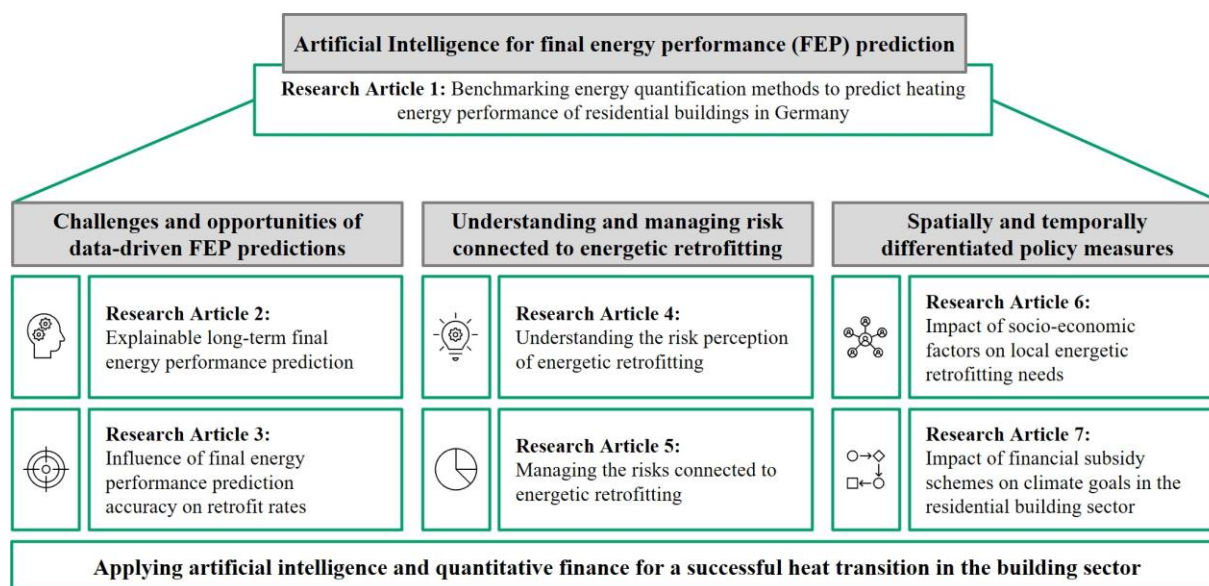 Artificial Intelligence for final energy performance (FEP) prediction
Research Article 1: Benchmarking energy quantification methods to predict heating
energy performance of residential buildings in Germany
Challenges and opportunities of
data-driven FEP predictions
Research Article 2:
Explainable long-term final
energy performance prediction
Research Article 3:
Influence of final energy
performance prediction
accuracy on retrofit rates
Understanding and managing risk
connected to energetic retrofitting
Research Article 4:
Understanding the risk perception
of energetic retrofitting
Research Article 5:
Managing the risks connected to
energetic retrofitting
Spatially and temporally
differentiated policy measures
Research Article 6:
Impact of socio-economic
factors on local energetic
retrofitting needs
Research Article 7:
Impact of financial subsidy
schemes on climate goals in the
residential building sector
Applying artificial intelligence and quantitative finance for a successful heat transition in the building sector